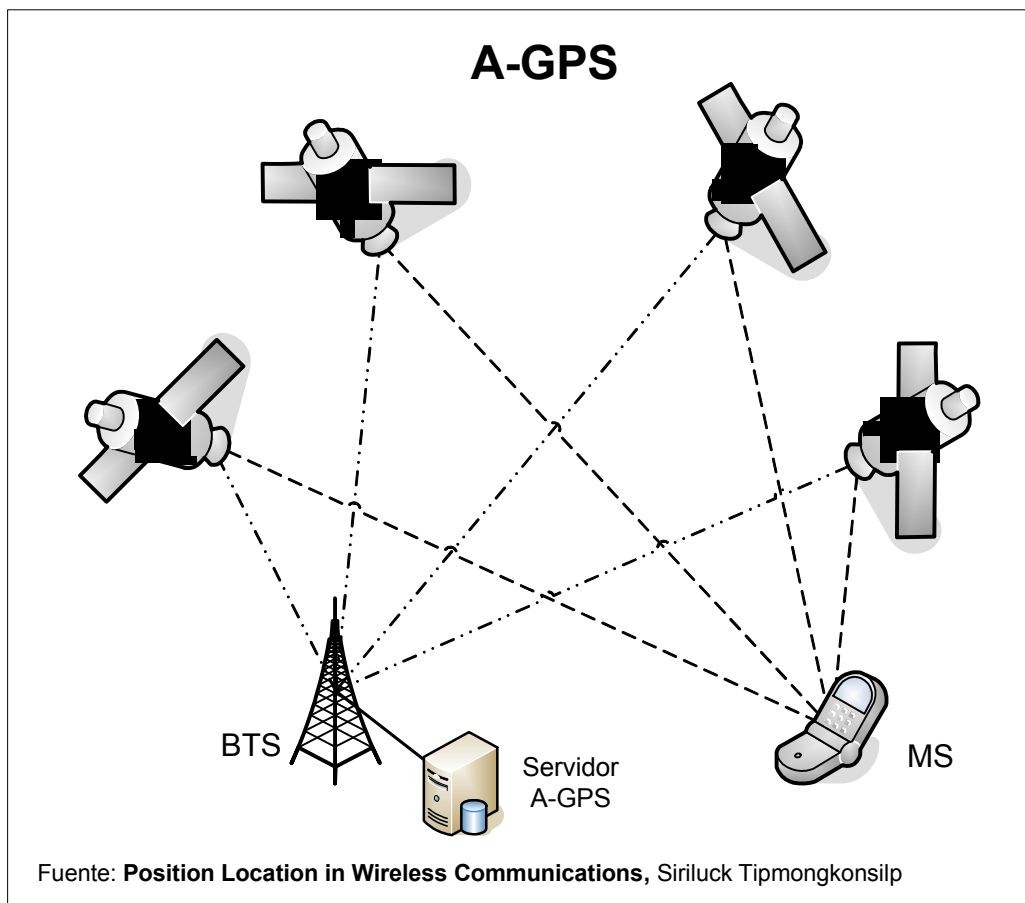 A-GPS
BTS
Servidor
A-GPS
MS
Fuente: Position Location in Wireless Communications, Siriluck Tipmongkonsilp